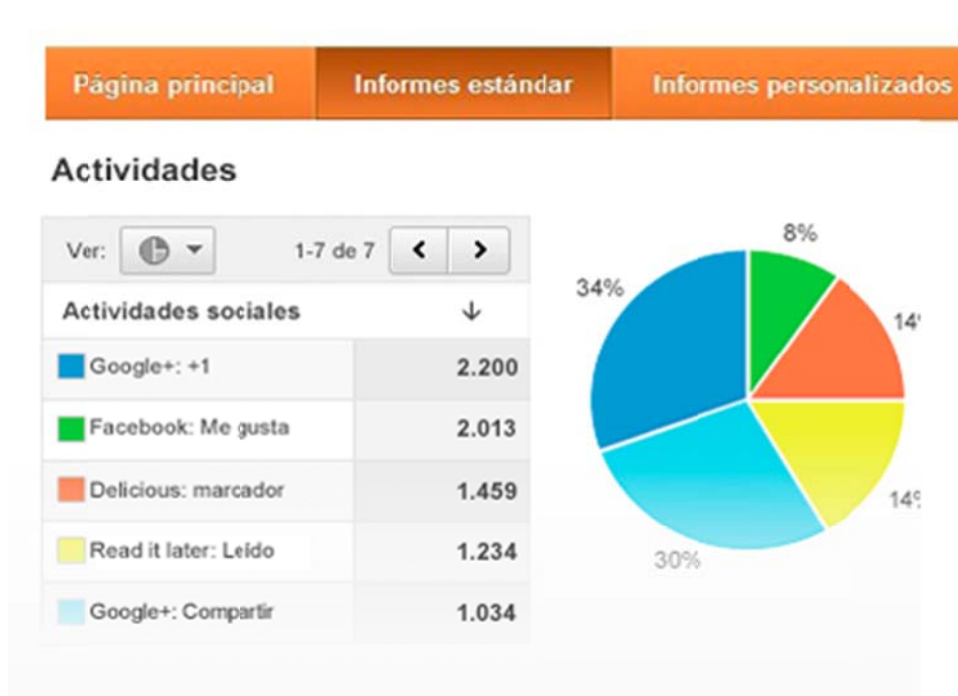 Página principal
Informes estándar
Informes personalizados
Actividades
Ver:
1-7 de 7
Actividades sociales
Google+: +1 2.200
Facebook: Me gusta 2.013
Delicious: marcador 1.459
Read it later: Leído 1.234
Google+: Compartir 1.034
8%
34%
14
14
30%